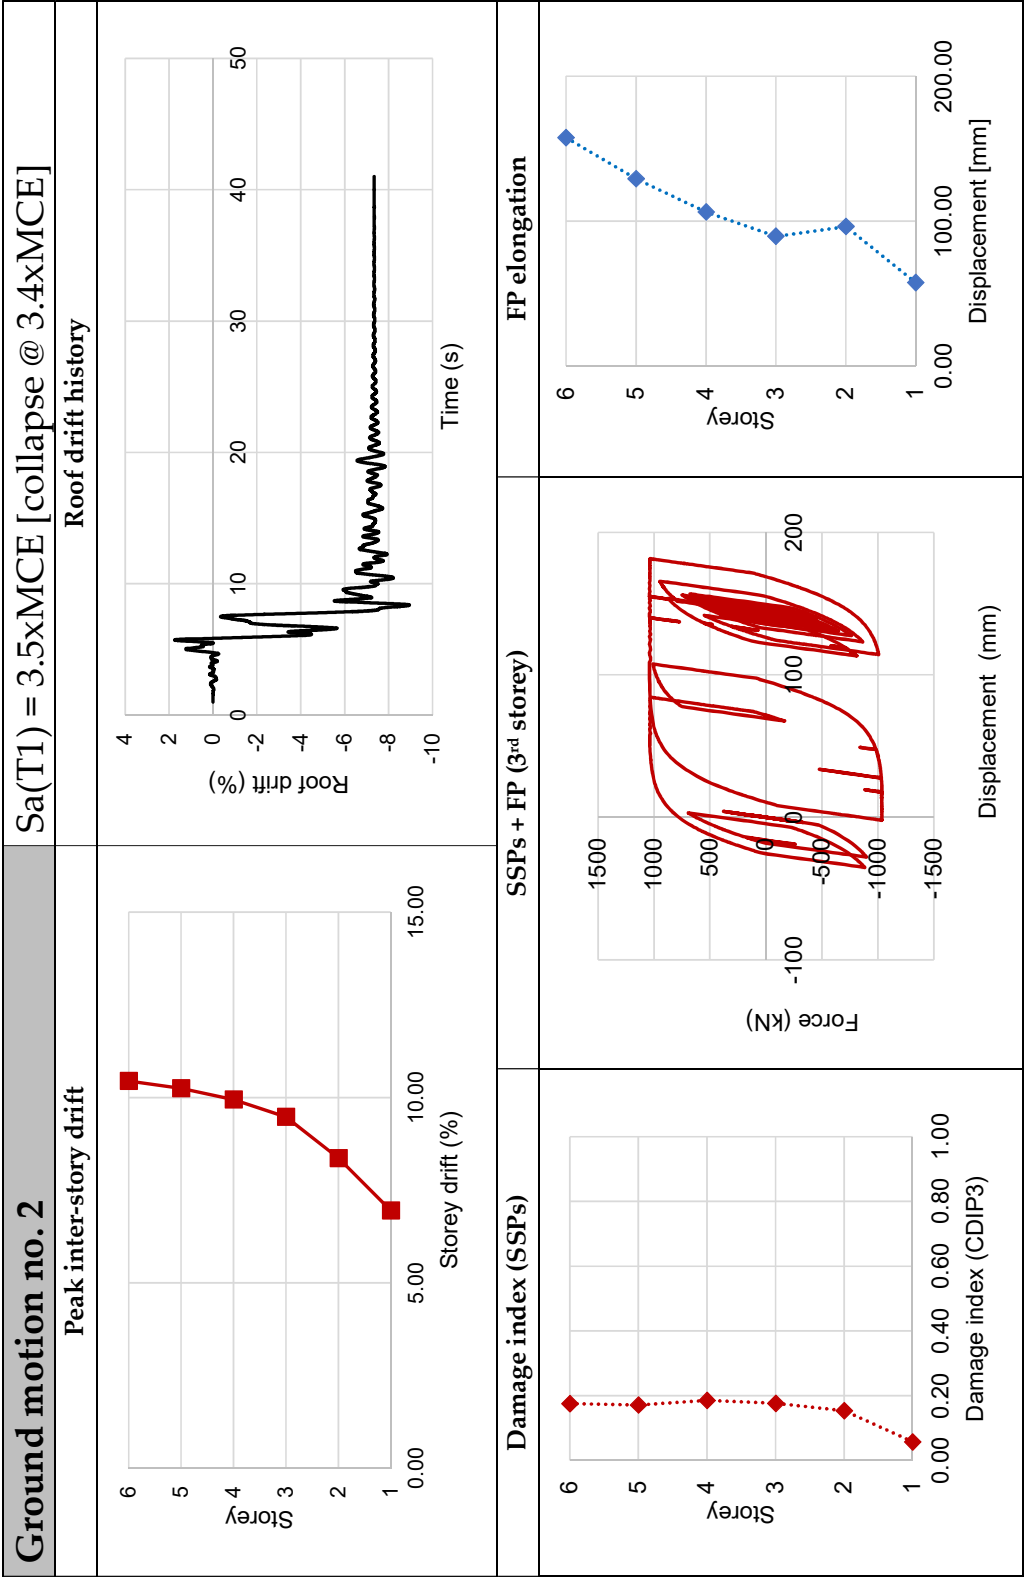 Ground motion no. 2
Sa(T1) = 3.5xMCE [collapse @ 3.4xMCE]
Peak inter-story drift
Roof drift history
6
5
4
3
2
1
Storey
0.00 5.00 10.00 15.00
Storey drift (%)
4
2
0
-2
-4
-6
-8
-10
Roof drift (%)
0 10 20 30 40 50
Time (s)
Damage index (SSPs)
SSPs + FP (3rd storey)
FP elongation
6
5
4
3
2
1
Storey
0.00 0.20 0.40 0.60 0.80 1.00
Damage index (CDIP3)
1500
1000
500
0
-500
-1000
-1500
Force (kN)
-100 0 100 200
Displacement (mm)
6
5
4
3
2
1
Storey
0.00 100.00 200.00
Displacement [mm]